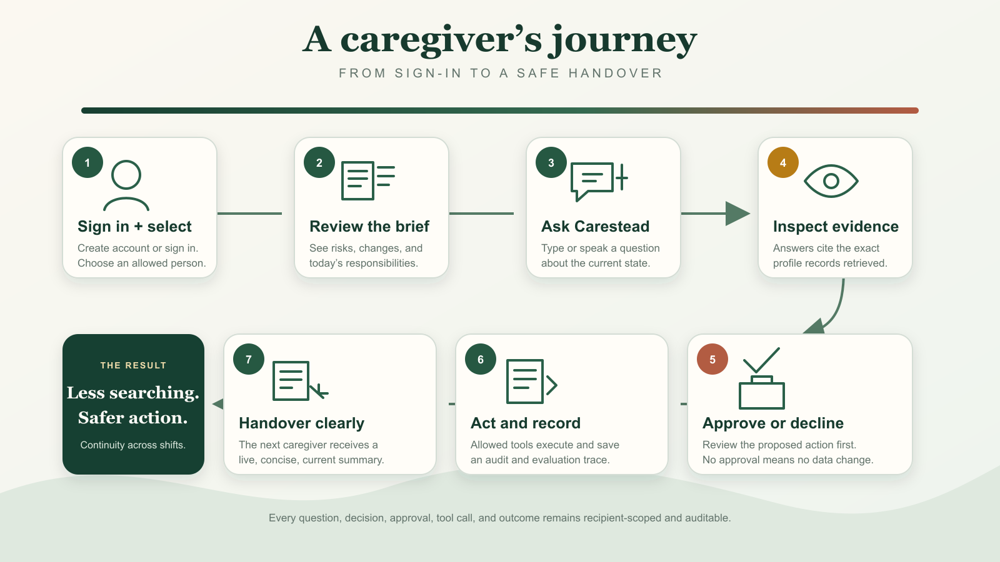 A caregiver’s journey
FROM SIGN-IN TO A SAFE HANDOVER
1
Sign in + select
Create account or sign in.
Choose an allowed person.
2
Review the brief
See risks, changes, and
today’s responsibilities.
3
Ask Carestead
Type or speak a question
about the current state.
4
Inspect evidence
Answers cite the exact
profile records retrieved.
5
Approve or decline
Review the proposed action first.
No approval means no data change.
6
Act and record
Allowed tools execute and save
an audit and evaluation trace.
7
Handover clearly
The next caregiver receives a
live, concise, current summary.
THE RESULT
Less searching.
Safer action.
Continuity across shifts.
Every question, decision, approval, tool call, and outcome remains recipient-scoped and auditable.